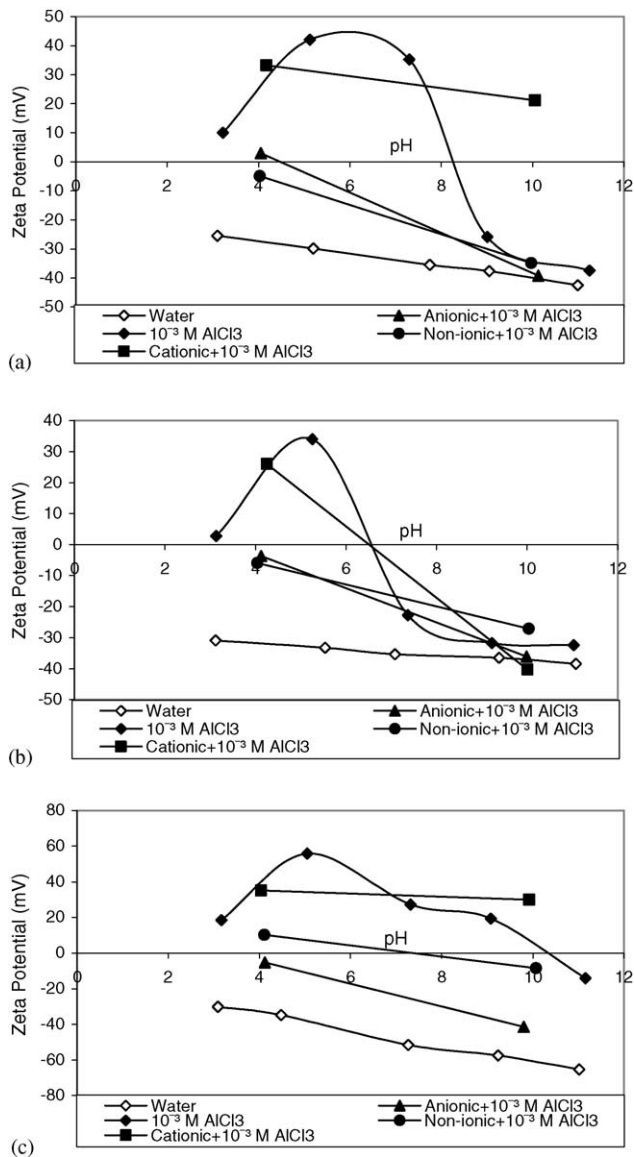 50
40
30
20
10
0
-10
-20
-30
-40
-50
Zeta Potential (mV)
pH
0 2 4 6 8 10 12
Water
Anionic+10⁻³ M AlCl3
10⁻³ M AlCl3
Non-ionic+10⁻³ M AlCl3
Cationic+10⁻³ M AlCl3
(a)
40
30
20
10
0
-10
-20
-30
-40
-50
Zeta Potential (mV)
pH
0 2 4 6 8 10 12
Water
Anionic+10⁻³ M AlCl3
10⁻³ M AlCl3
Non-ionic+10⁻³ M AlCl3
Cationic+10⁻³ M AlCl3
(b)
80
60
40
20
0
-20
-40
-60
-80
Zeta Potential (mV)
pH
0 2 4 6 8 10 12
Water
Anionic+10⁻³ M AlCl3
10⁻³ M AlCl3
Non-ionic+10⁻³ M AlCl3
Cationic+10⁻³ M AlCl3
(c)